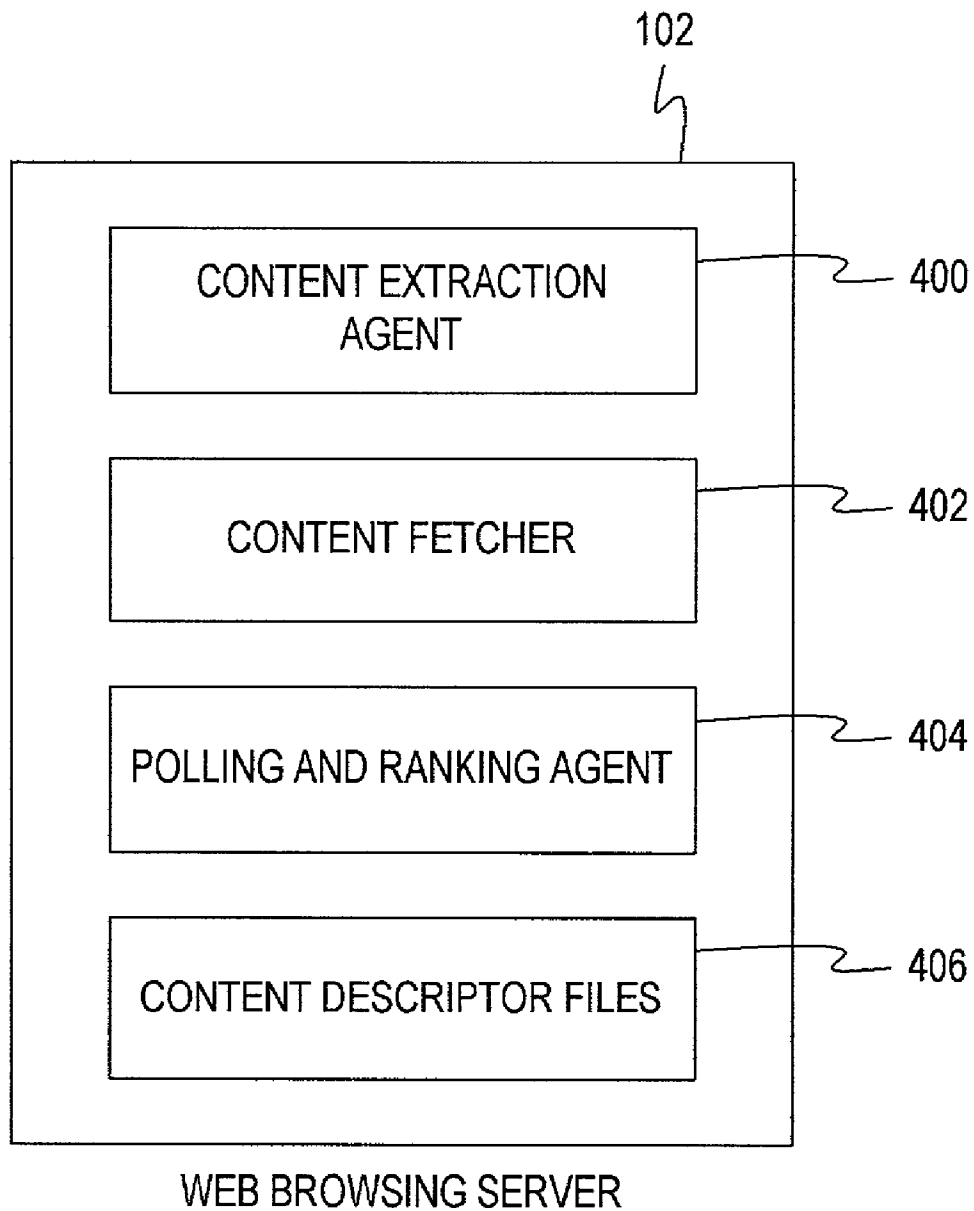 102
CONTENT EXTRACTION
AGENT
400
CONTENT FETCHER
402
POLLING AND RANKING AGENT
404
CONTENT DESCRIPTOR FILES
406
WEB BROWSING SERVER